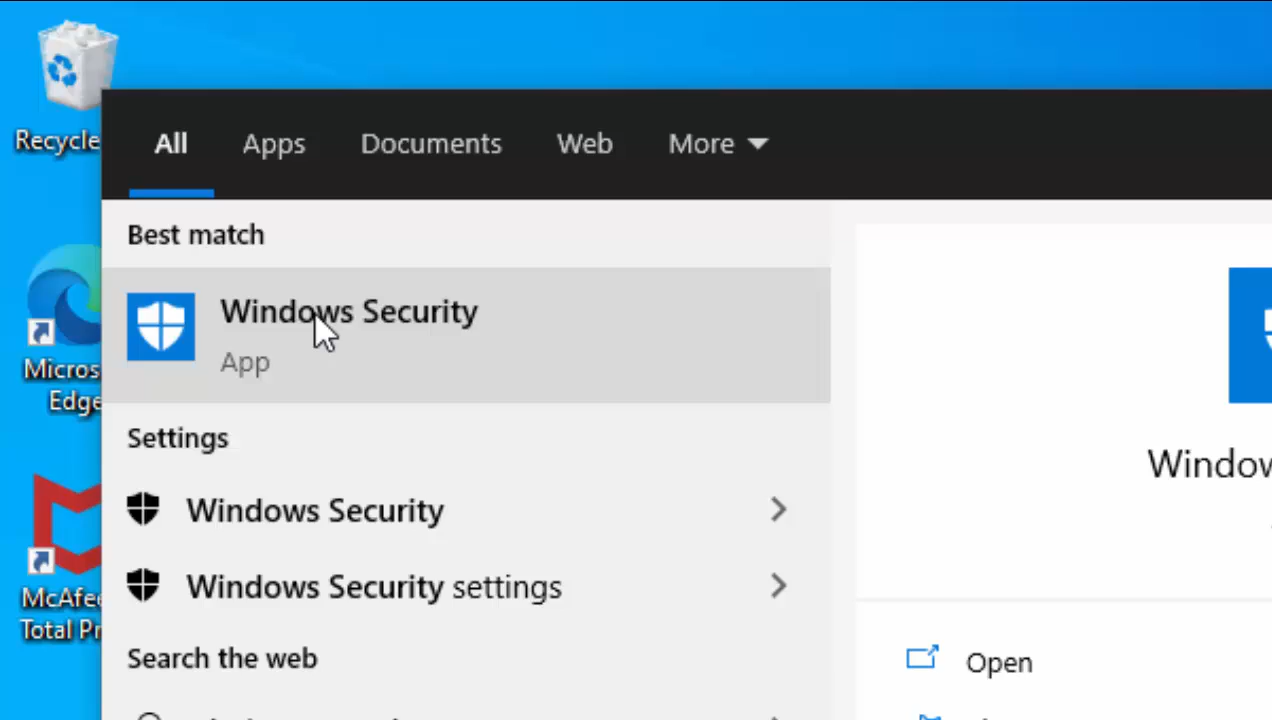 Recycle
All Apps Documents Web More
Best match
Windows Security
App
Micros
Edge
Settings
Windows Security
Windows Security settings
McAfee
Total Pr
Search the web
Window
Open